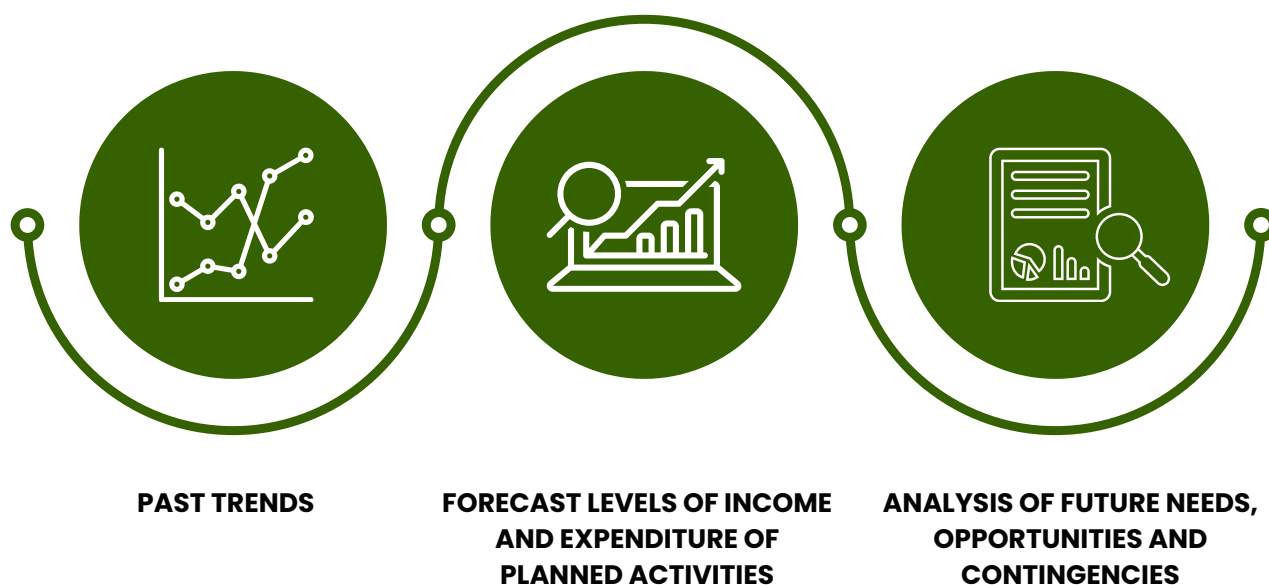 PAST TRENDS
FORECAST LEVELS OF INCOME
AND EXPENDITURE OF
PLANNED ACTIVITIES
ANALYSIS OF FUTURE NEEDS,
OPPORTUNITIES AND
CONTINGENCIES